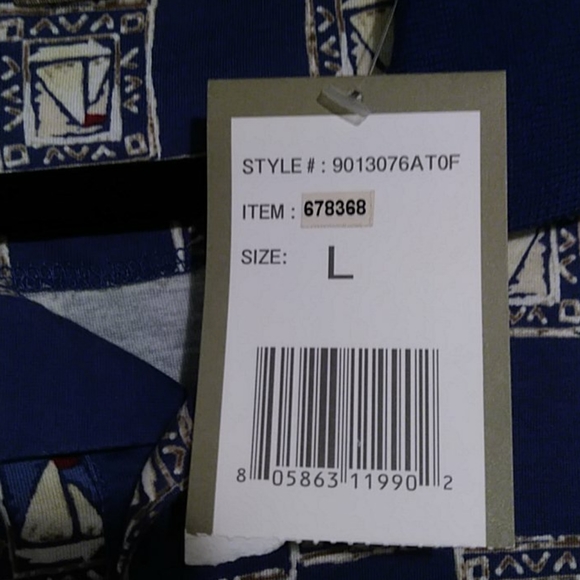 STYLE # : 9013076AT0F
ITEM : 678368
SIZE: L
8 05863 11990 2